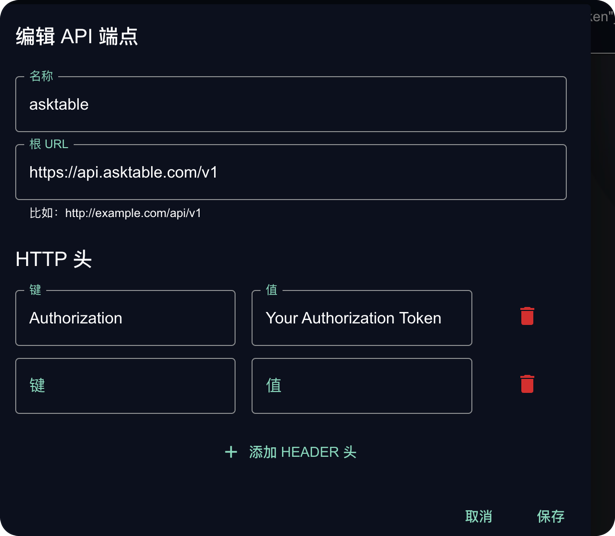 编辑 API 端点
名称
asktable
根 URL
https://api.asktable.com/v1
比如：http://example.com/api/v1
HTTP 头
键
值
Authorization
Your Authorization Token
键
值
添加 HEADER 头
取消
保存